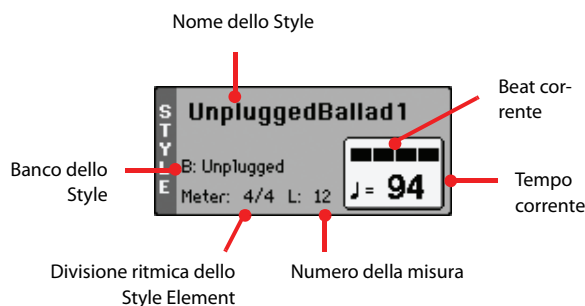 Nome dello Style
Beat cor-
rente
STYLE
UnpluggedBallad1
Banco dello
Style
B: Unplugged
Meter: 4/4 L: 12
♩= 94
Tempo
corrente
Divisione ritmica dello
Style Element
Numero della misura